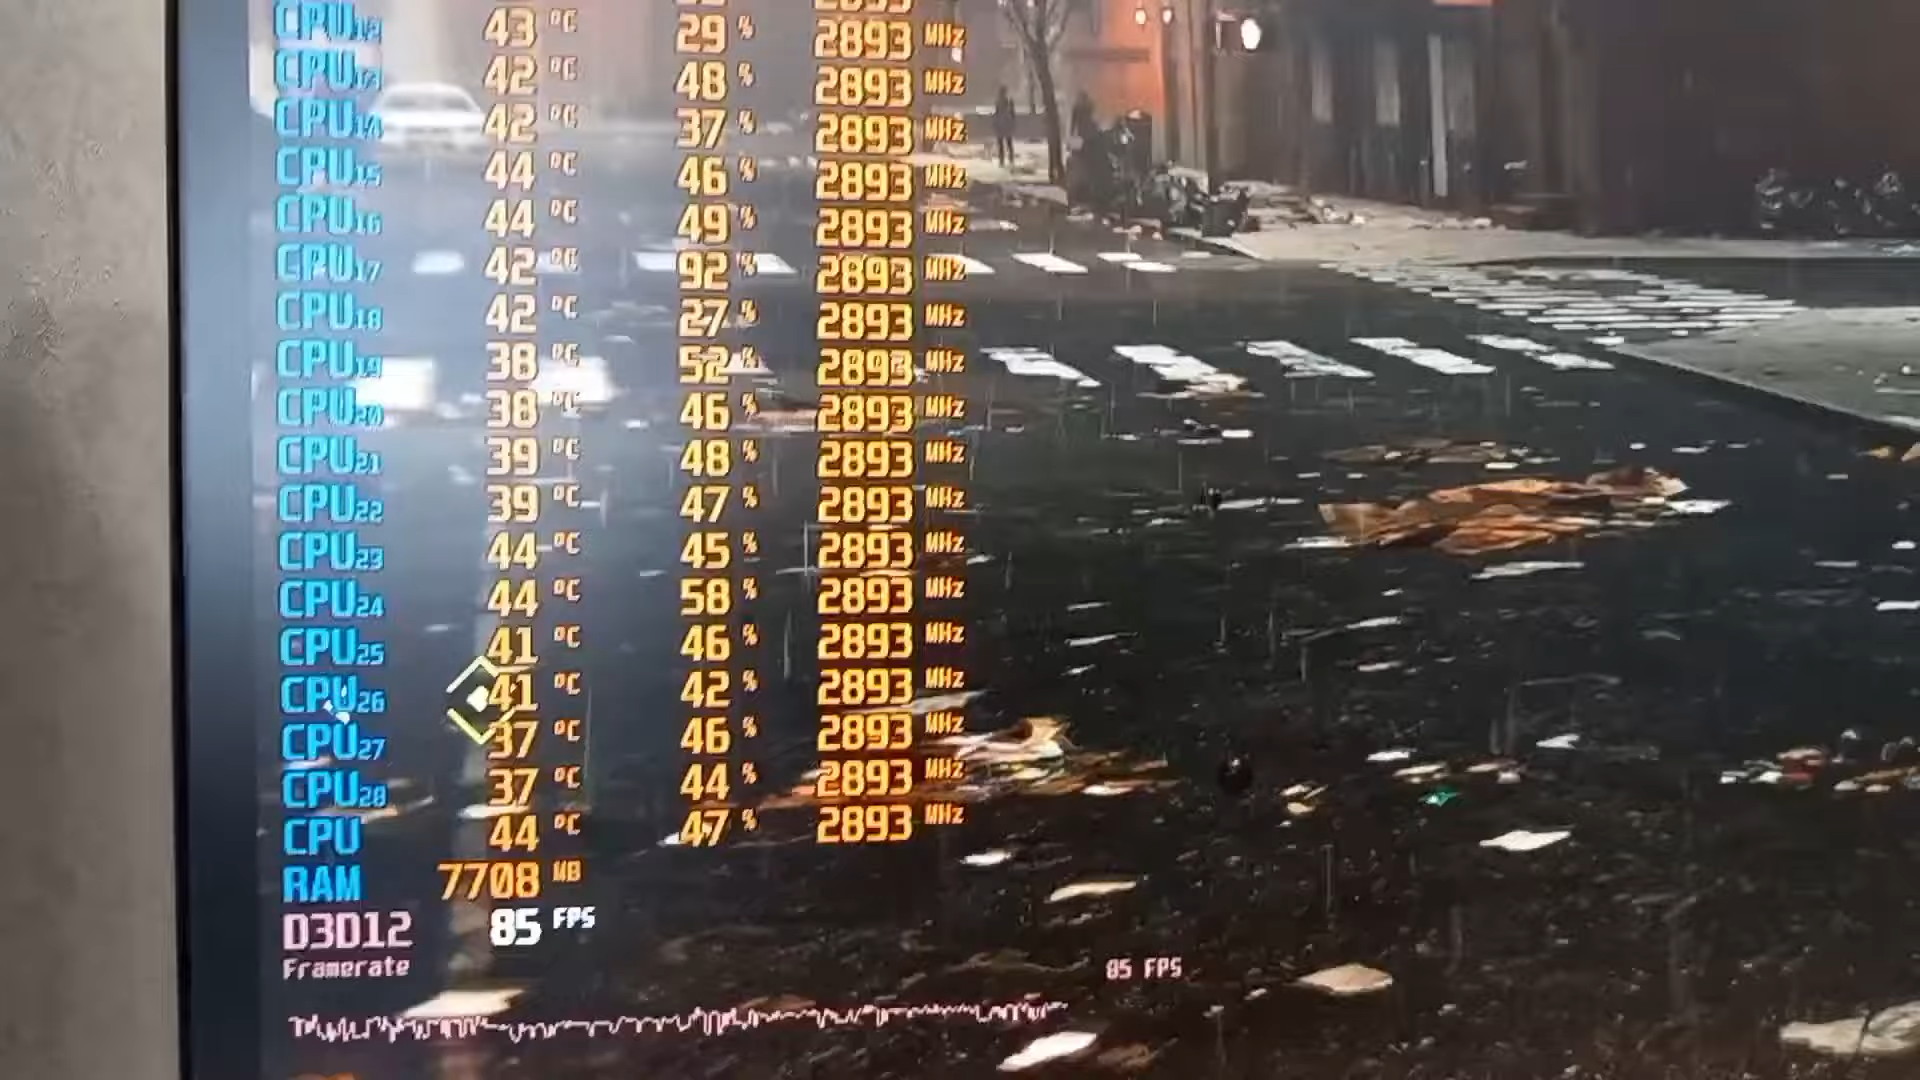 CPU12 43 °C 29 % 2893 MHz
CPU13 42 °C 48 % 2893 MHz
CPU14 42 °C 37 % 2893 MHz
CPU15 44 °C 46 % 2893 MHz
CPU16 44 °C 49 % 2893 MHz
CPU17 42 °C 92 % 2893 MHz
CPU18 42 °C 27 % 2893 MHz
CPU19 38 °C 52 % 2893 MHz
CPU20 38 °C 46 % 2893 MHz
CPU21 39 °C 48 % 2893 MHz
CPU22 39 °C 47 % 2893 MHz
CPU23 44 °C 45 % 2893 MHz
CPU24 44 °C 58 % 2893 MHz
CPU25 41 °C 46 % 2893 MHz
CPU26 41 °C 42 % 2893 MHz
CPU27 37 °C 46 % 2893 MHz
CPU28 37 °C 44 % 2893 MHz
CPU 44 °C 47 % 2893 MHz
RAM 7708 MB
D3D12 85 FPS
Framerate 85 FPS